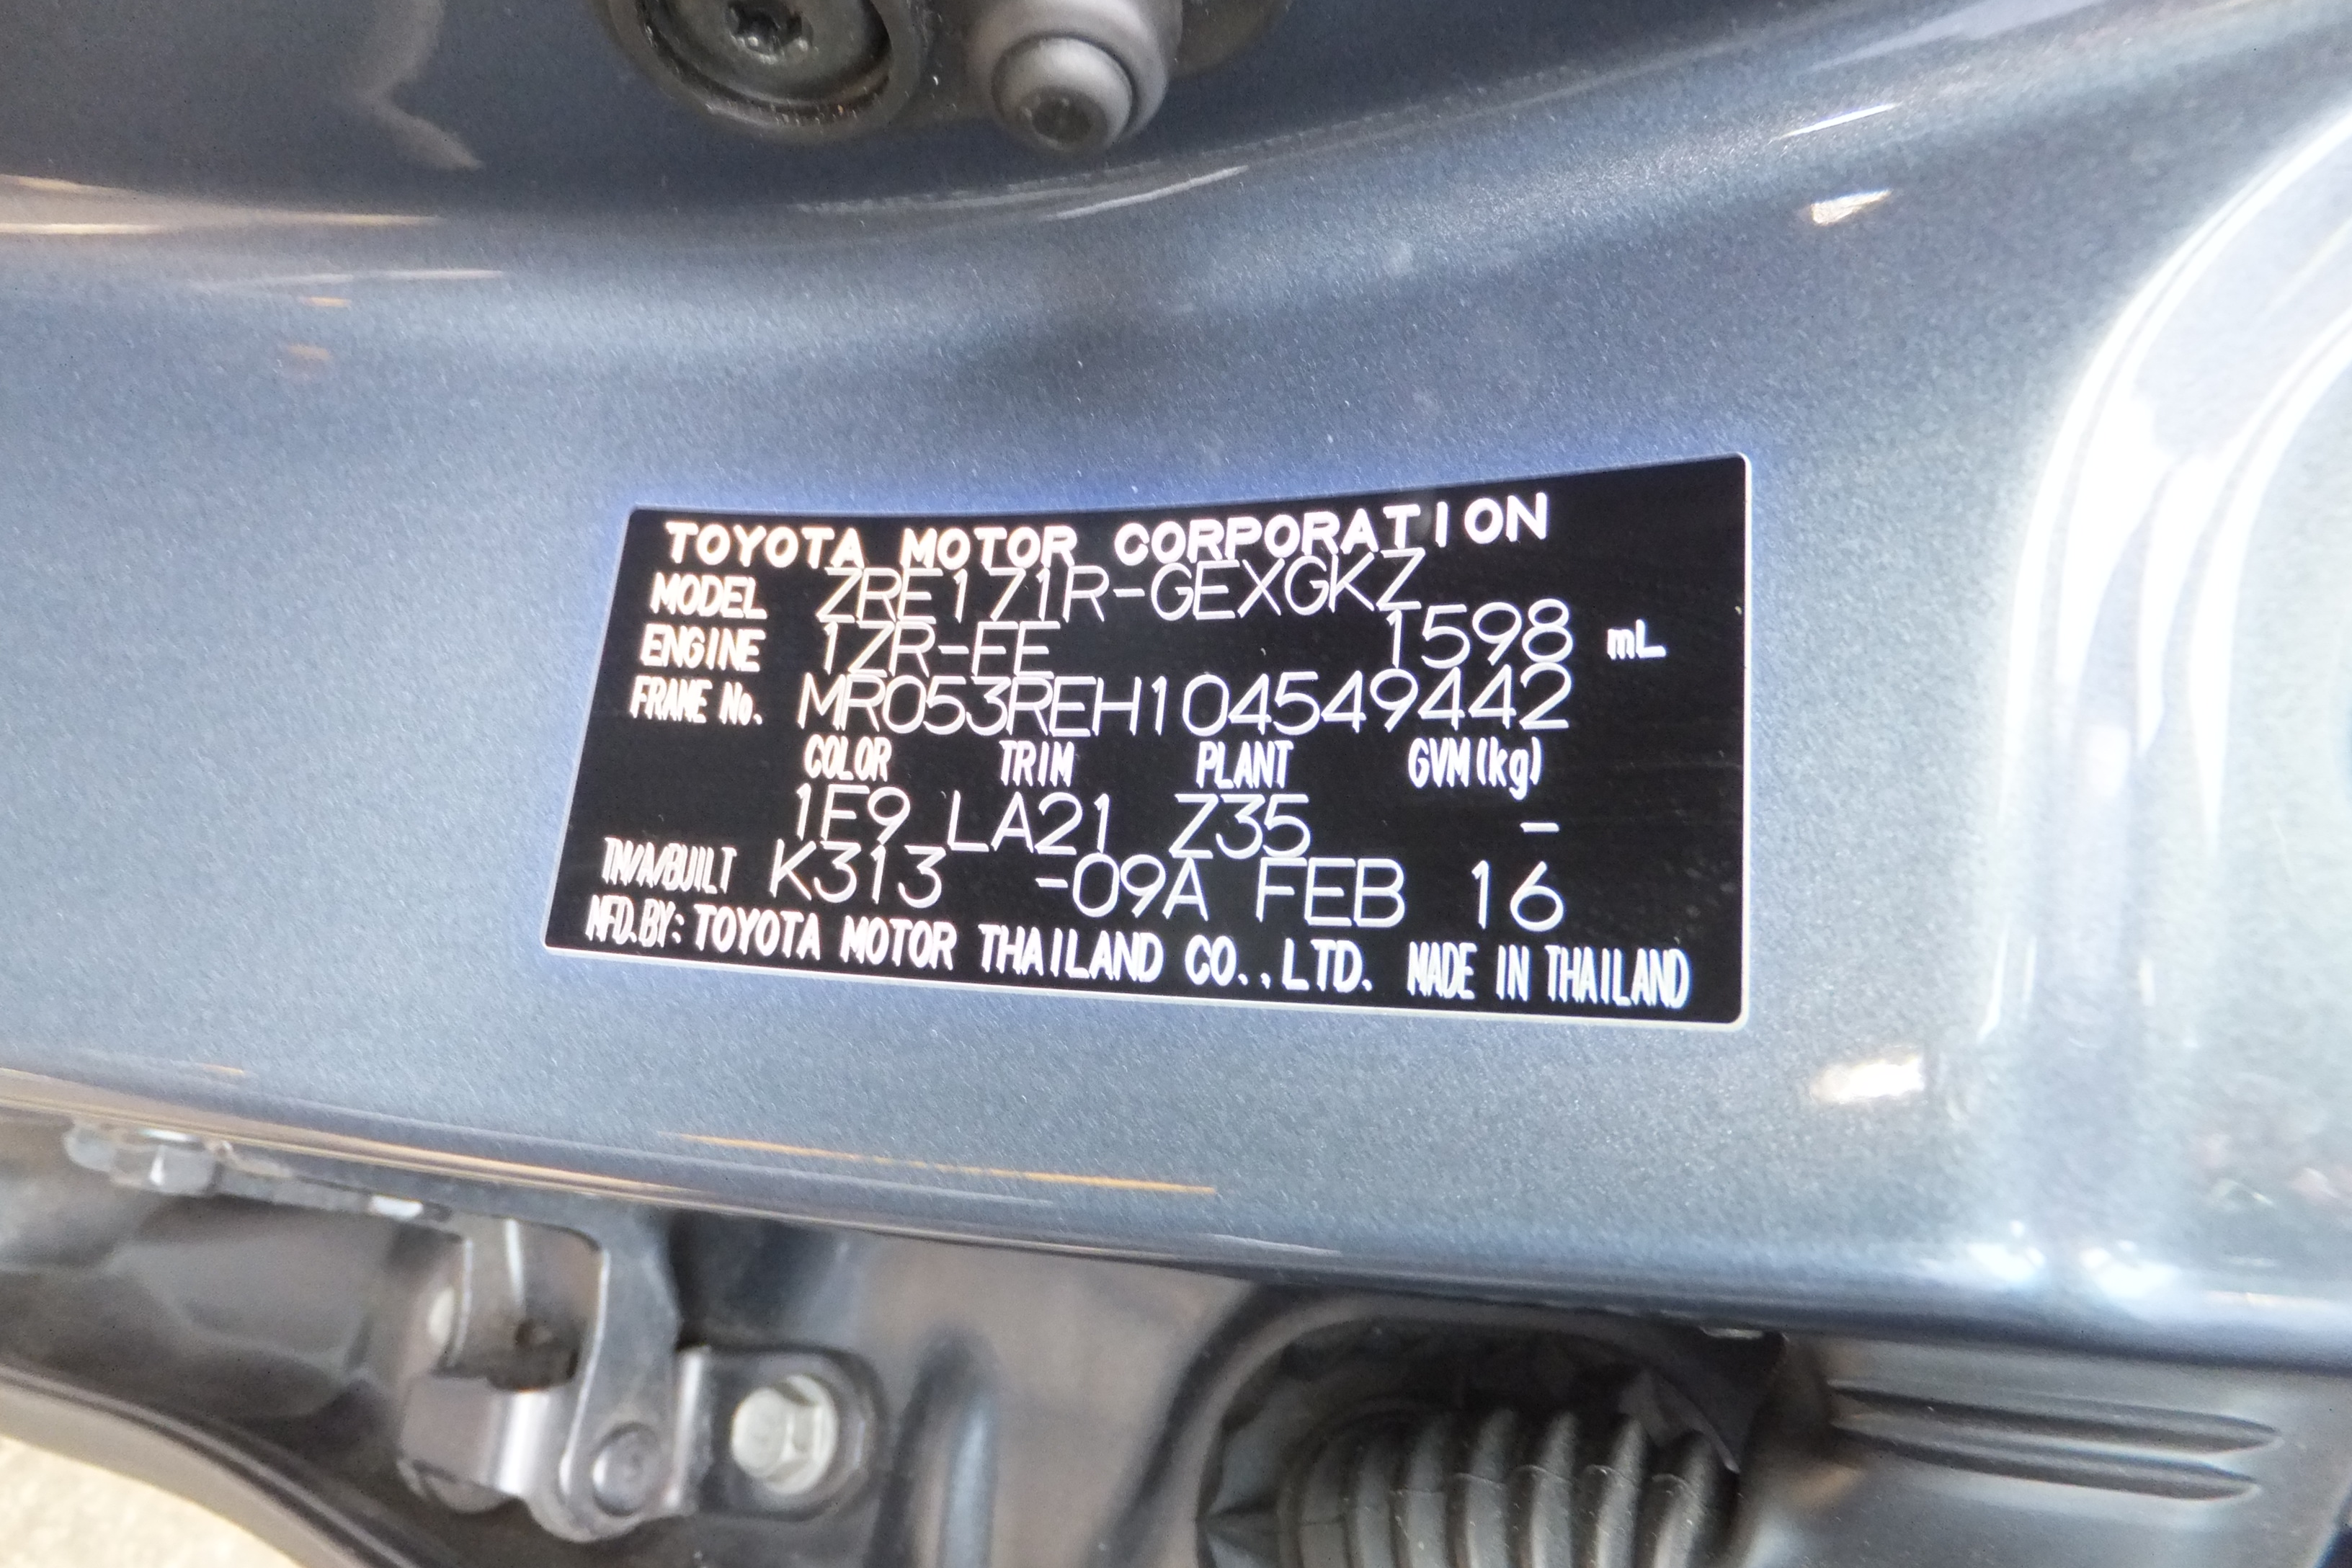 TOYOTA MOTOR CORPORATION
MODEL ZRE171R-GEXGKZ
ENGINE 1ZR-FE 1598 mL
FRAME No. MR053REH104549442
COLOR TRIM PLANT GVM(kg)
1F9 LA21 Z35 -
TM/A/BUILT K313 -09A FEB 16
MFD.BY: TOYOTA MOTOR THAILAND CO.,LTD. MADE IN THAILAND